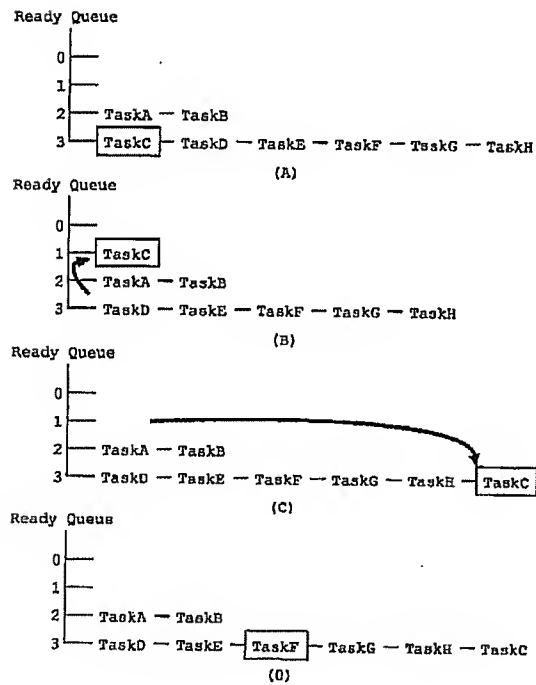 Ready Queue
0
1
2 TaskA — TaskB
3 TaskC — TaskD — TaskE — TaskF — TsskG — TaskH
(A)
Ready Queue
0
1 TaskC
2 TaskA — TaskB
3 TaskD — TaskE — TaskF — TaskG — TaskH
(B)
Ready Queue
0
1
2 TaskA — TaskB
3 TaskD — TaskE — TaskF — TaskG — TaskH — TaskC
(C)
Ready Queue
0
1
2 TaskA — TaskB
3 TaskD — TaskE — TaskF — TaskG — TaskH — TaskC
(D)